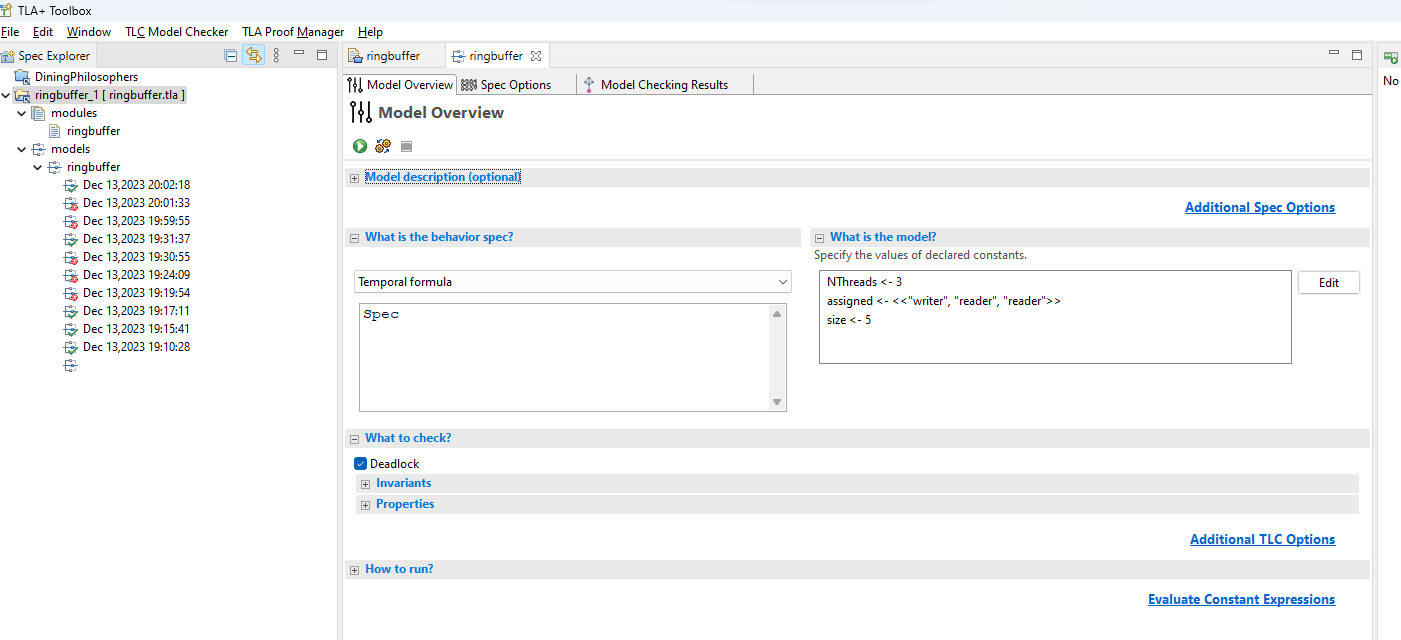 TLA+ Toolbox
File Edit Window TLC Model Checker TLA Proof Manager Help
Spec Explorer
ringbuffer
ringbuffer
No
DiningPhilosophers
ringbuffer_1 [ ringbuffer.tla ]
modules
ringbuffer
models
ringbuffer
Dec 13,2023 20:02:18
Dec 13,2023 20:01:33
Dec 13,2023 19:59:55
Dec 13,2023 19:31:37
Dec 13,2023 19:30:55
Dec 13,2023 19:24:09
Dec 13,2023 19:19:54
Dec 13,2023 19:17:11
Dec 13,2023 19:15:41
Dec 13,2023 19:10:28
Model Overview Spec Options Model Checking Results
Model Overview
Model description (optional)
Additional Spec Options
What is the behavior spec?
Temporal formula
Spec
What is the model?
Specify the values of declared constants.
NThreads <- 3
assigned <- <<"writer", "reader", "reader">>
size <- 5
Edit
What to check?
Deadlock
Invariants
Properties
Additional TLC Options
How to run?
Evaluate Constant Expressions